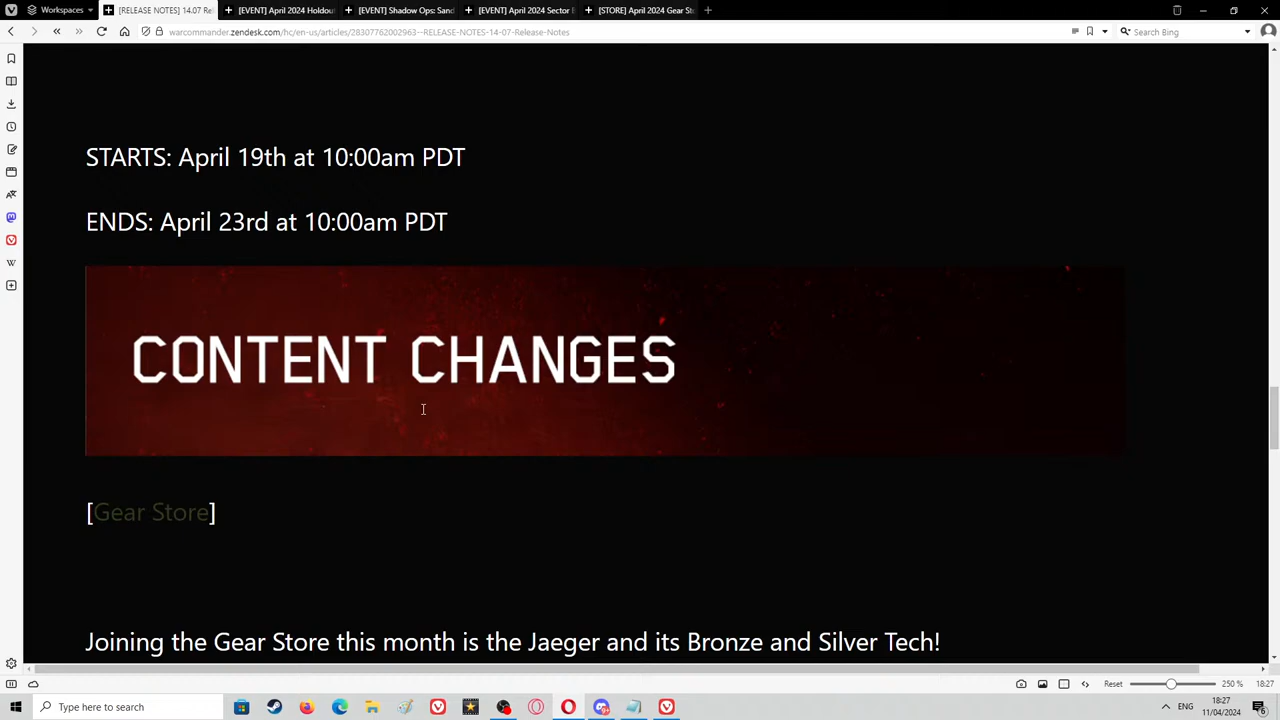 Workspaces
[RELEASE NOTES] 14.07 Re
[EVENT] April 2024 Holdout
[EVENT] Shadow Ops: Sand
[EVENT] April 2024 Sector
[STORE] April 2024 Gear St
warcommander.zendesk.com/hc/en-us/articles/28307762002963--RELEASE-NOTES-14-07-Release-Notes
Search Bing
STARTS: April 19th at 10:00am PDT
ENDS: April 23rd at 10:00am PDT
CONTENT CHANGES
[Gear Store]
Joining the Gear Store this month is the Jaeger and its Bronze and Silver Tech!
Reset
250 %
18:27
Type here to search
ENG
18:27
11/04/2024